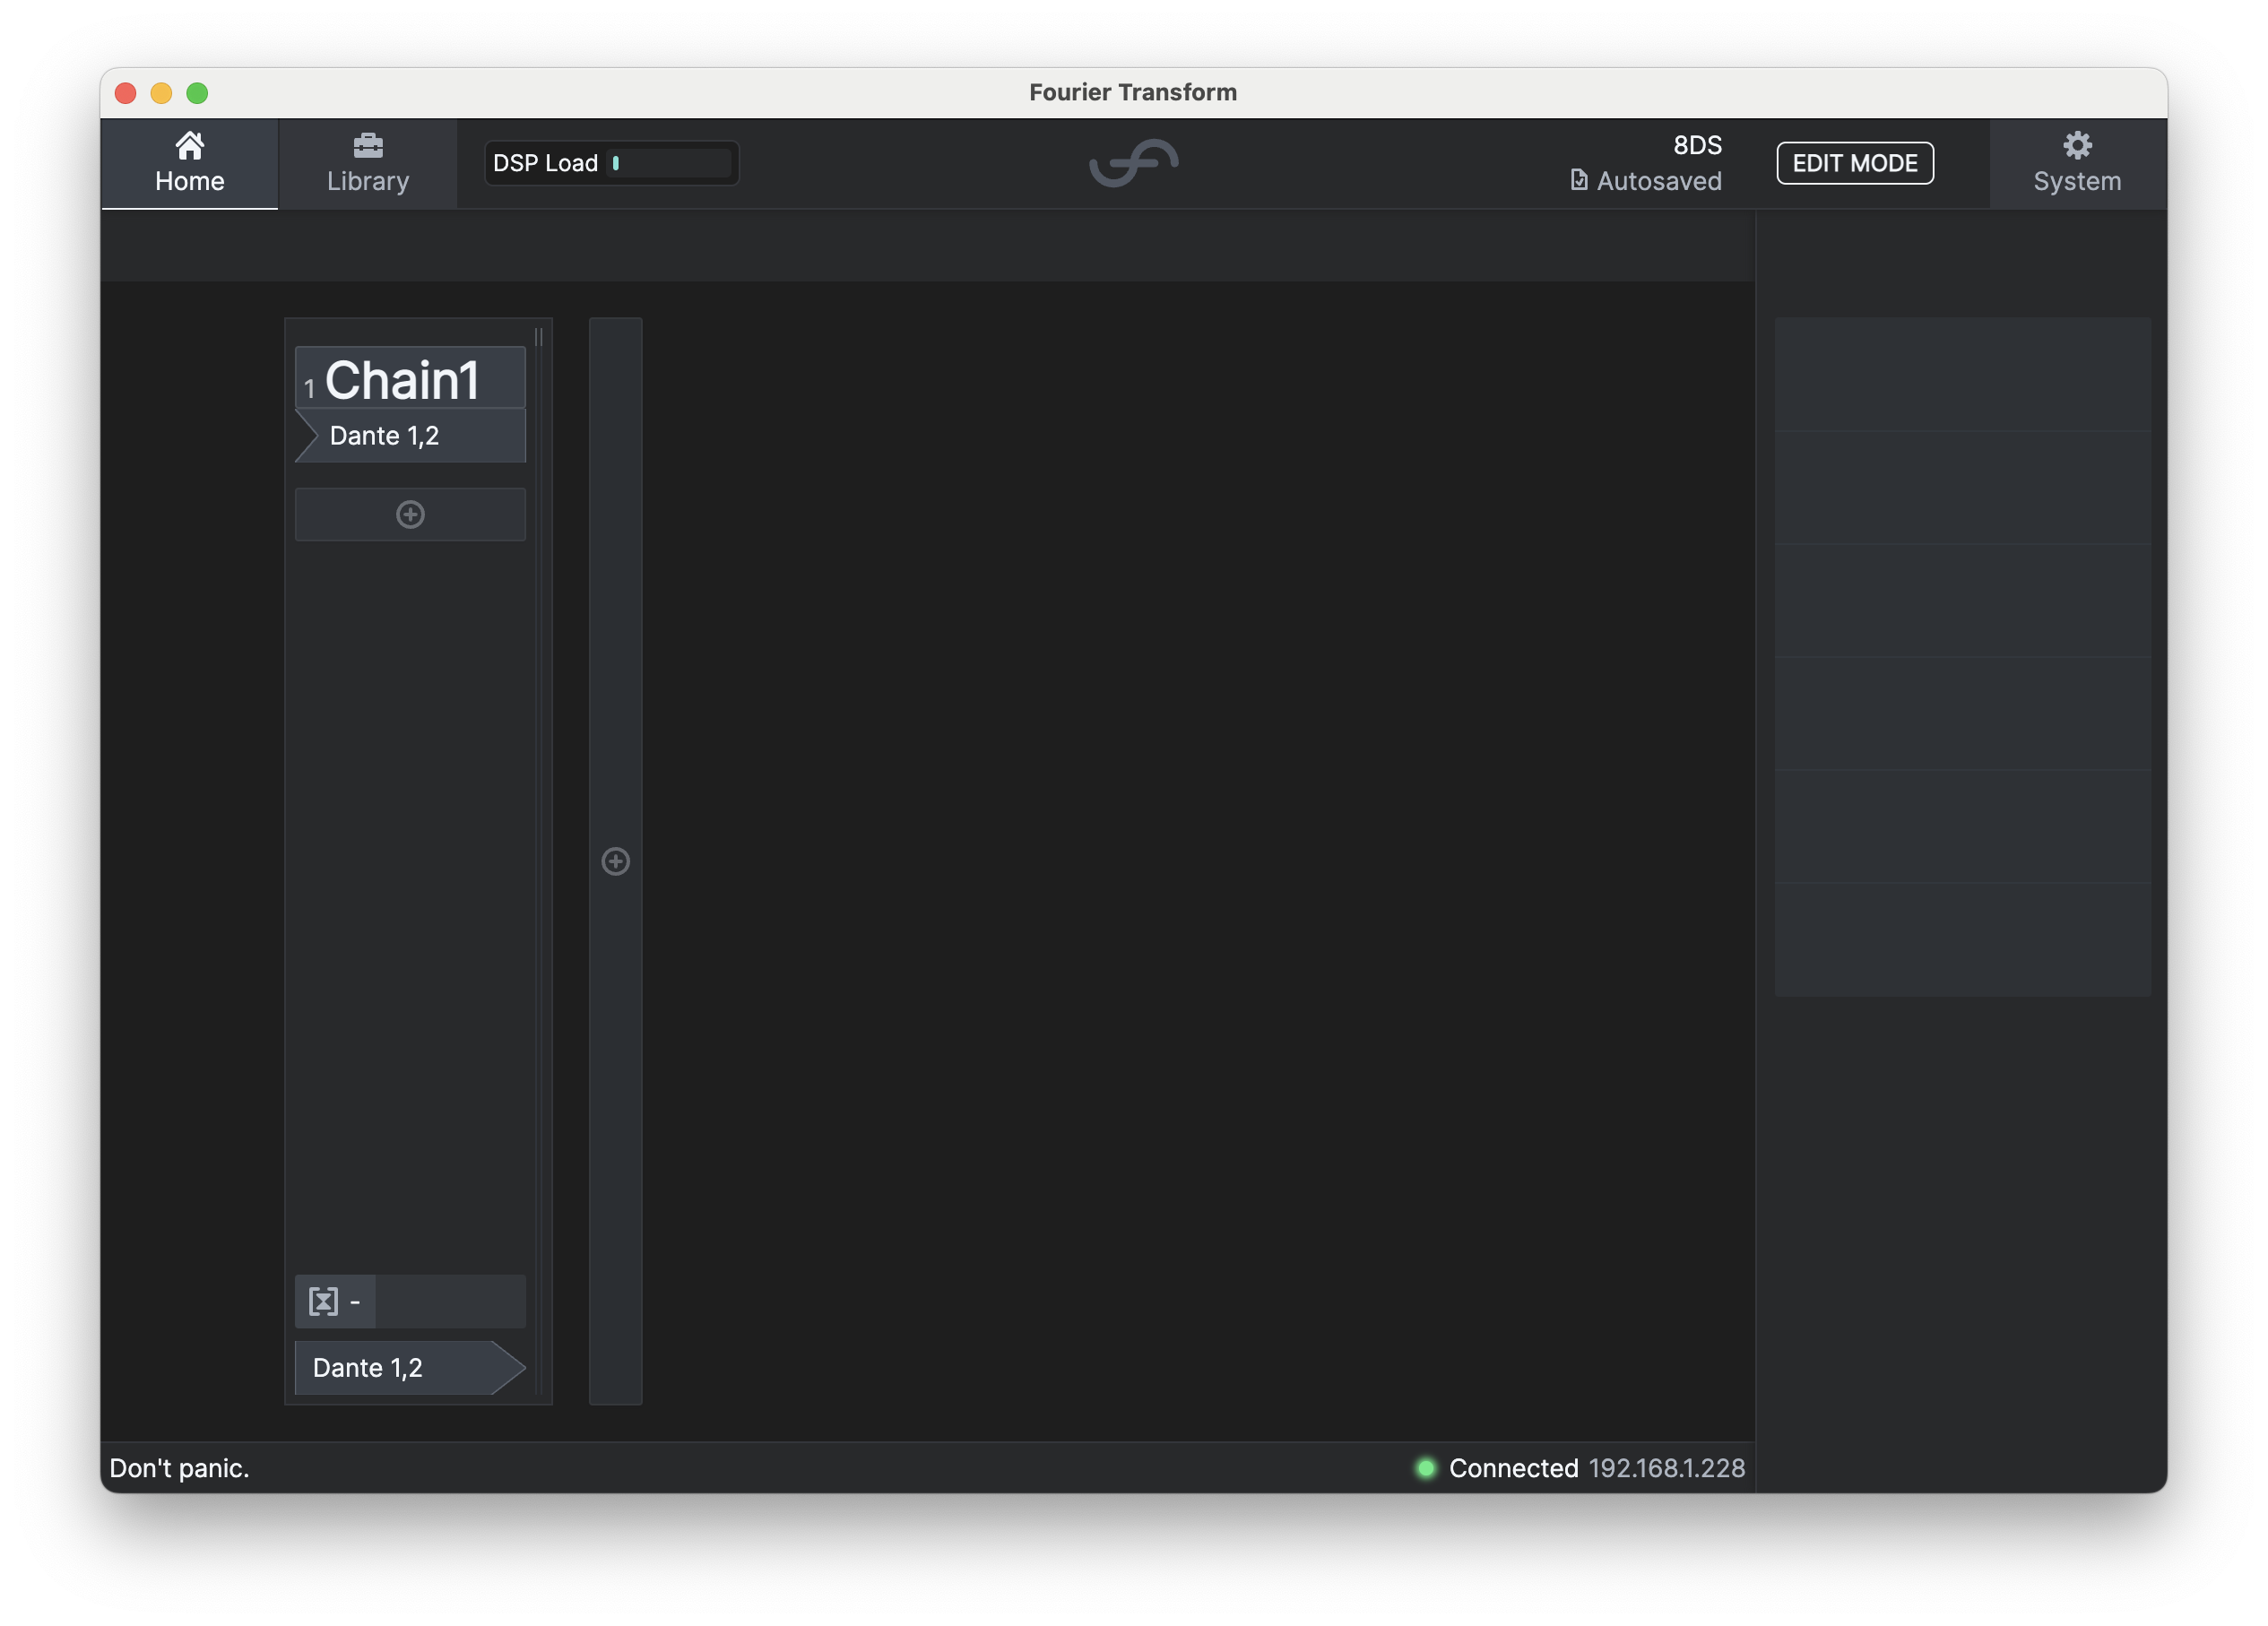 Fourier Transform
Home
Library
DSP Load
8DS
Autosaved
EDIT MODE
System
1 Chain1
Dante 1,2
-
Dante 1,2
Don't panic.
Connected 192.168.1.228